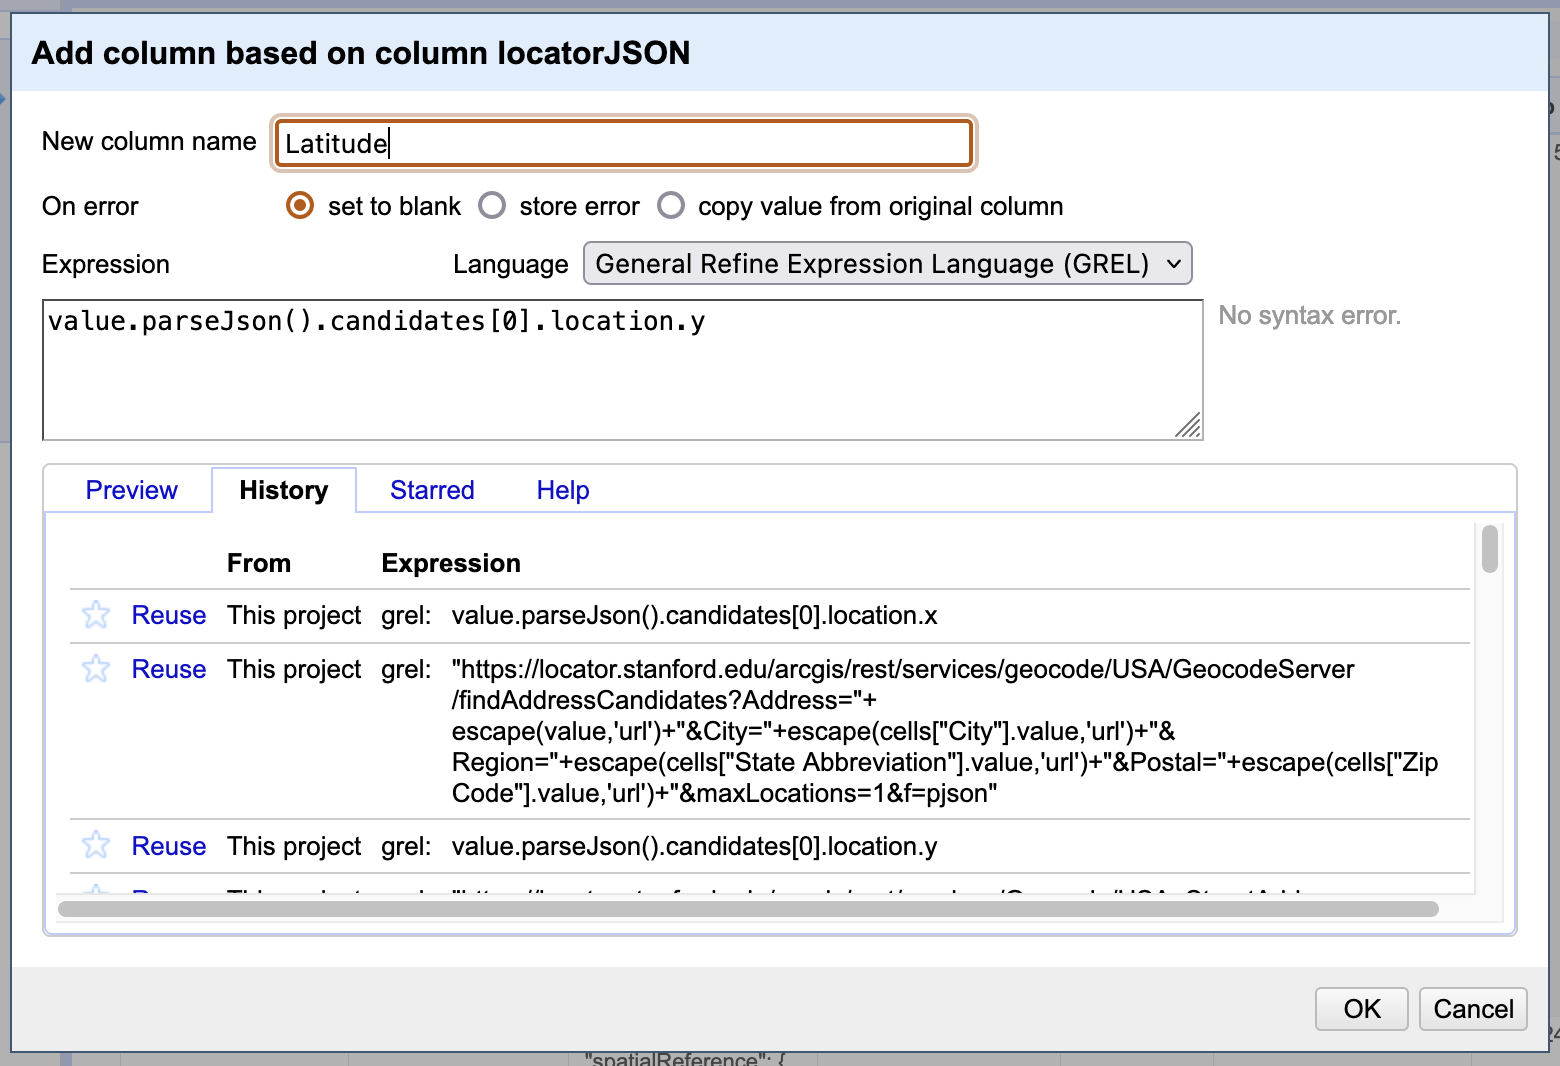 Add column based on column locatorJSON
New column name Latitude
On error set to blank store error copy value from original column
Expression Language General Refine Expression Language (GREL)
value.parseJson().candidates[0].location.y
No syntax error.
Preview History Starred Help
From Expression
Reuse This project grel: value.parseJson().candidates[0].location.x
Reuse This project grel: "https://locator.stanford.edu/arcgis/rest/services/geocode/USA/GeocodeServer
/findAddressCandidates?Address="+
escape(value,'url')+"&City="+escape(cells["City"].value,'url')+"&
Region="+escape(cells["State Abbreviation"].value,'url')+"&Postal="+escape(cells["Zip
Code"].value,'url')+"&maxLocations=1&f=pjson"
Reuse This project grel: value.parseJson().candidates[0].location.y
OK Cancel
"spatialReference": {